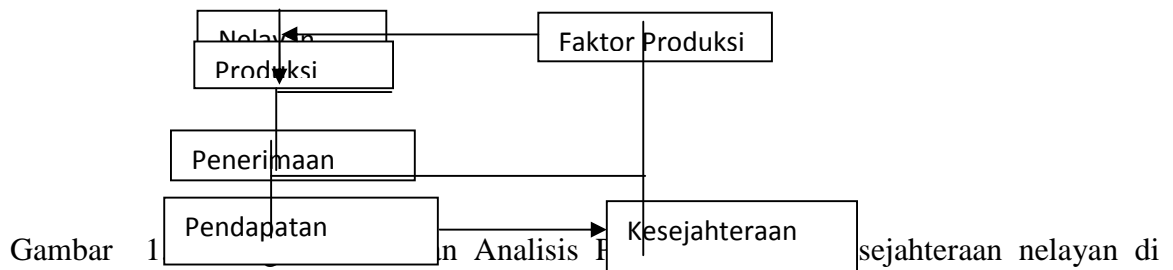 Nelayan
Faktor Produksi
Produksi
Penerimaan
Pendapatan
Kesejahteraan
Gambar 1 Analisis sejahteraan nelayan di